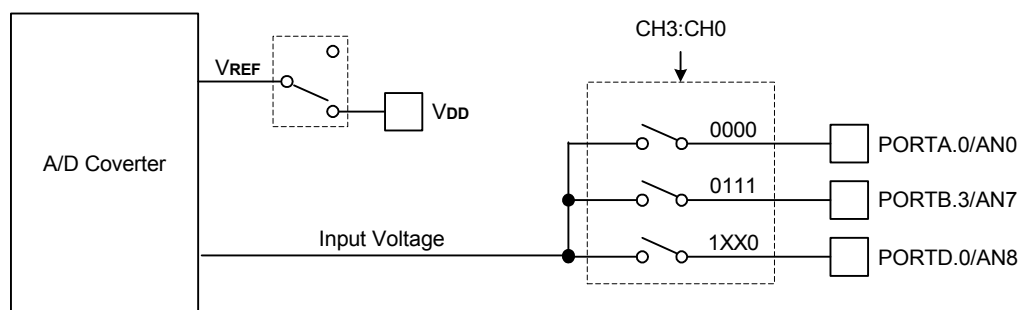 CH3:CH0
VREF
VDD
0000
PORTA.0/AN0
A/D Coverter
0111
PORTB.3/AN7
Input Voltage
1XX0
PORTD.0/AN8